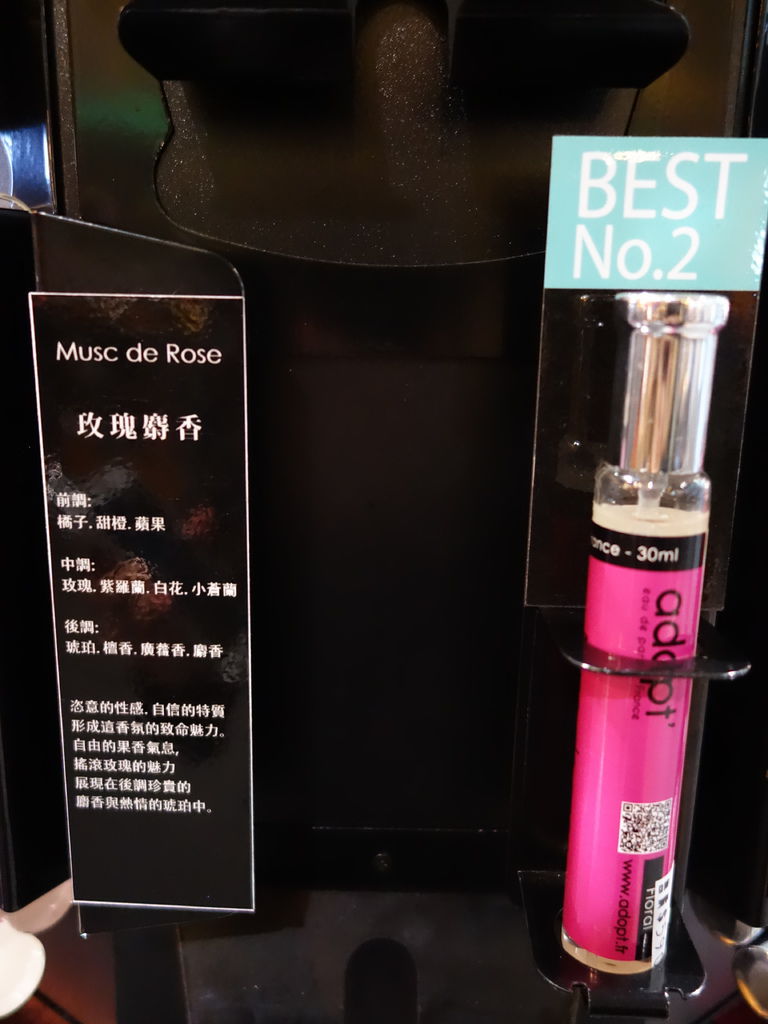 Musc de Rose
玫瑰麝香
前調:
橘子.甜橙.蘋果
中調:
玫瑰.紫羅蘭.白花.小蒼蘭
後調:
琥珀.檀香.廣藿香.麝香
恣意的性感.自信的特質
形成這香氛的致命魅力。
自由的果香氣息,
搖滾玫瑰的魅力
展現在後調珍貴的
麝香與熱情的琥珀中。
BEST
No.2
- 30ml
adopt'
eau de
www.adopt.fr
Floral